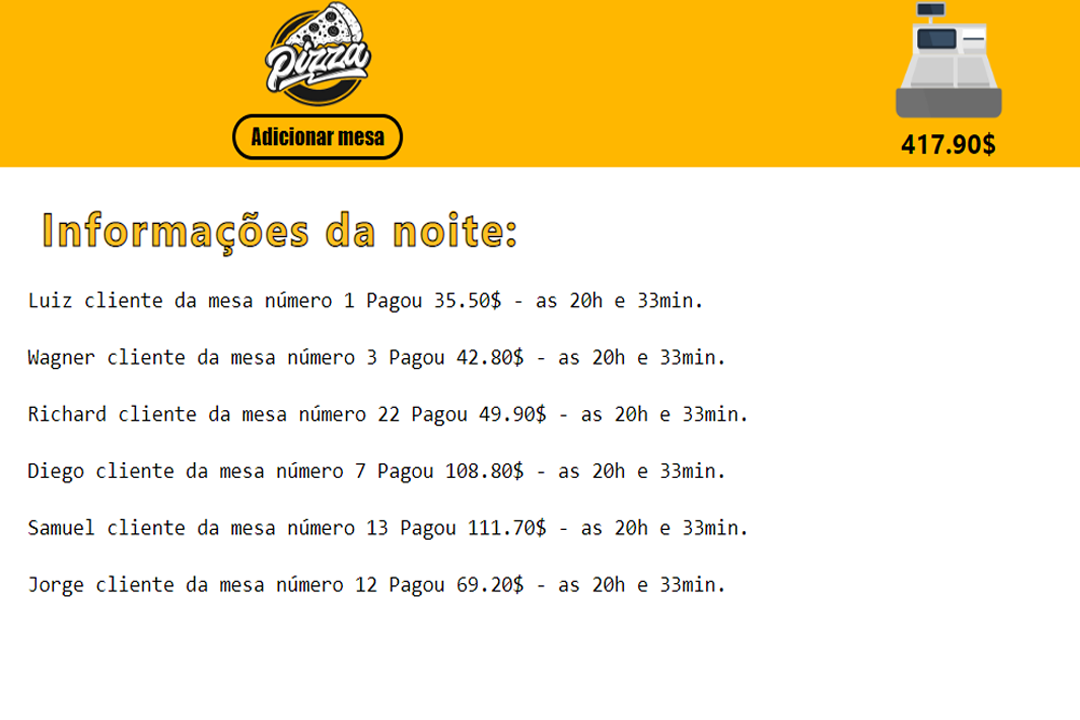 pizza
Adicionar mesa
417.90$
Informações da noite:
Luiz cliente da mesa número 1 Pagou 35.50$ - as 20h e 33min.
Wagner cliente da mesa número 3 Pagou 42.80$ - as 20h e 33min.
Richard cliente da mesa número 22 Pagou 49.90$ - as 20h e 33min.
Diego cliente da mesa número 7 Pagou 108.80$ - as 20h e 33min.
Samuel cliente da mesa número 13 Pagou 111.70$ - as 20h e 33min.
Jorge cliente da mesa número 12 Pagou 69.20$ - as 20h e 33min.